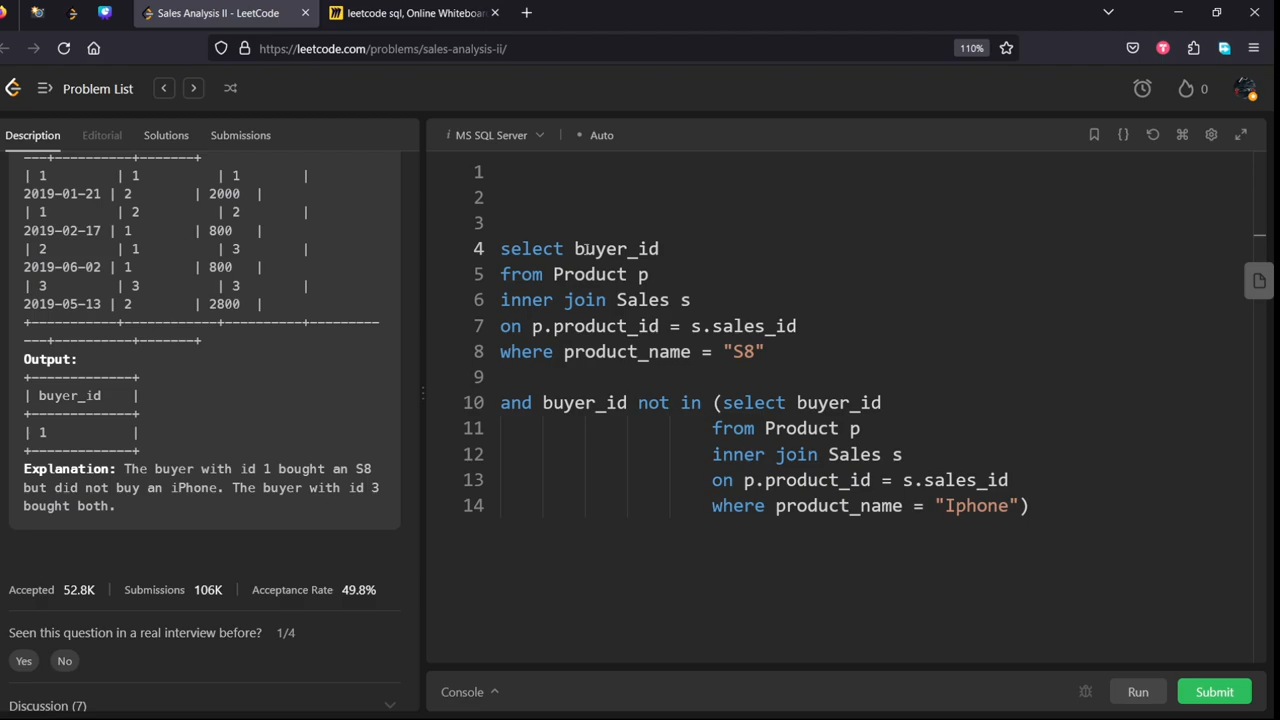 Sales Analysis II - LeetCode
leetcode sql, Online Whiteboar
https://leetcode.com/problems/sales-analysis-ii/
110%
Problem List
0
Description Editorial Solutions Submissions
MS SQL Server Auto
---+----------+-------+
| 1 | 1 | 1 |
2019-01-21 | 2 | 2000 |
| 1 | 2 | 2 |
2019-02-17 | 1 | 800 |
| 2 | 1 | 3 |
2019-06-02 | 1 | 800 |
| 3 | 3 | 3 |
2019-05-13 | 2 | 2800 |
+-----------+------------+----------+---------
---+----------+-------+
Output:
+-------------+
| buyer_id |
+-------------+
| 1 |
+-------------+
Explanation: The buyer with id 1 bought an S8
but did not buy an iPhone. The buyer with id 3
bought both.
Accepted 52.8K Submissions 106K Acceptance Rate 49.8%
Seen this question in a real interview before? 1/4
Yes No
Discussion (7)
1
2
3
4 select buyer_id
5 from Product p
6 inner join Sales s
7 on p.product_id = s.sales_id
8 where product_name = "S8"
9
10 and buyer_id not in (select buyer_id
11 from Product p
12 inner join Sales s
13 on p.product_id = s.sales_id
14 where product_name = "Iphone")
Console Run Submit